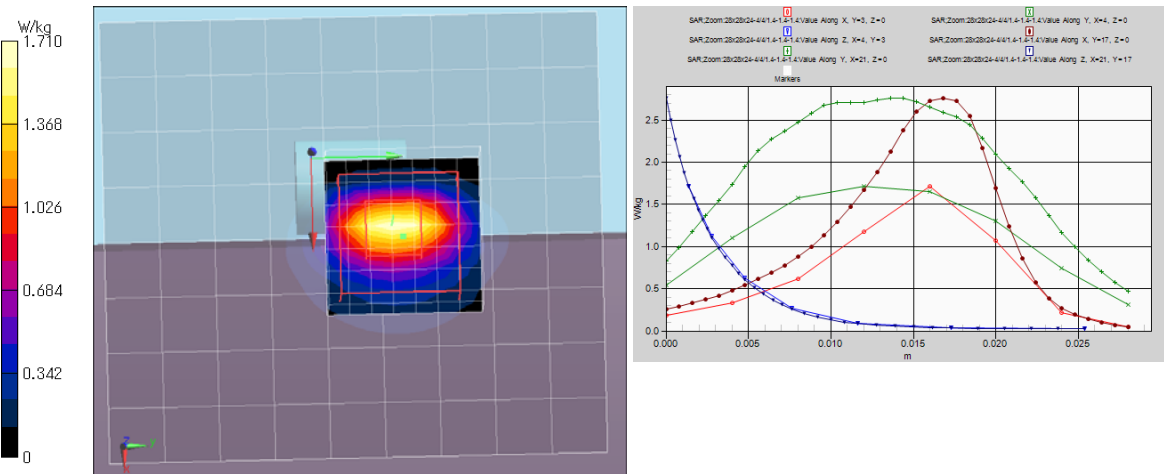 W/kg
1.710
1.368
1.026
0.684
0.342
0
Z
Y
X
SAR;Zoom:28x28x24-4/4/1.4-1.4-1.4:Value Along X, Y=3, Z=0
SAR;Zoom:28x28x24-4/4/1.4-1.4-1.4:Value Along Y, X=4, Z=0
SAR;Zoom:28x28x24-4/4/1.4-1.4-1.4:Value Along Z, X=4, Y=3
SAR;Zoom:28x28x24-4/4/1.4-1.4-1.4:Value Along X, Y=17, Z=0
SAR;Zoom:28x28x24-4/4/1.4-1.4-1.4:Value Along Y, X=21, Z=0
SAR;Zoom:28x28x24-4/4/1.4-1.4-1.4:Value Along Z, X=21, Y=17
Markers
W/kg
2.5
2.0
1.5
1.0
0.5
0.0
0.000
0.005
0.010
0.015
0.020
0.025
m